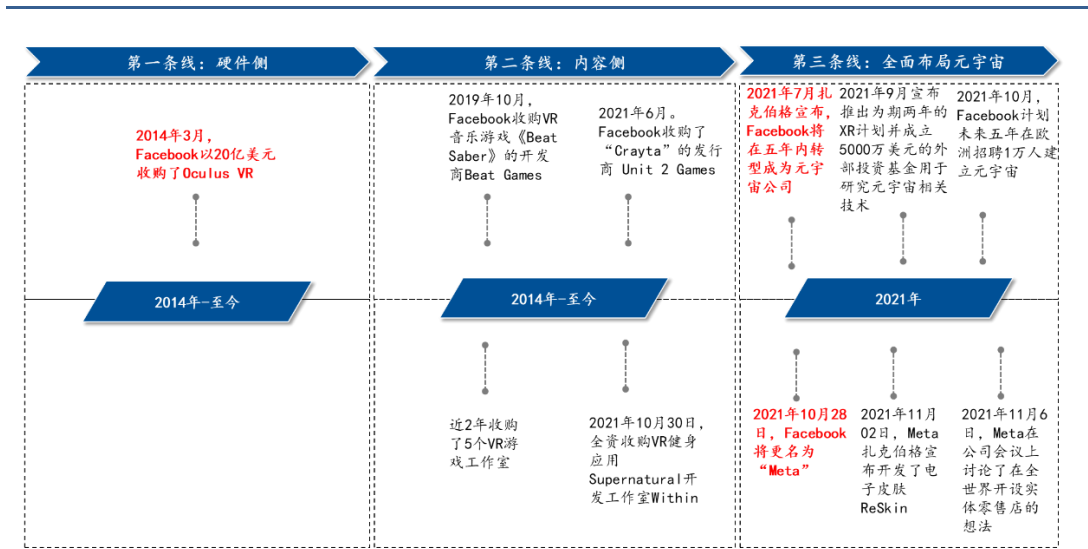 第一条线：硬件侧
2014年3月，
Facebook以20亿美元
收购了Oculus VR
2014年-至今
第二条线：内容侧
2019年10月，
Facebook收购VR
音乐游戏《Beat
Saber》的开发
商Beat Games
2021年6月。
Facebook收购了
“Crayta”的发行
商 Unit 2 Games
2014年-至今
近2年收购
了5个VR游
戏工作室
2021年10月30日，
全资收购VR健身
应用
Supernatural开
发工作室Within
第三条线：全面布局元宇宙
2021年7月扎
克伯格宣布，
Facebook将
在五年内转
型成为元宇
宙公司
2021年9月宣布
推出为期两年的
XR计划并成立
5000万美元的外
部投资基金用于
研究元宇宙相关
技术
2021年10月，
Facebook计划
未来五年在欧
洲招聘1万人建
立元宇宙
2021年
2021年10月28
日，Facebook
将更名为
“Meta”
2021年11月
02日，Meta
扎克伯格宣
布开发了电
子皮肤
ReSkin
2021年11月6
日，Meta在
公司会议上
讨论了在全
世界开设实
体零售店的
想法